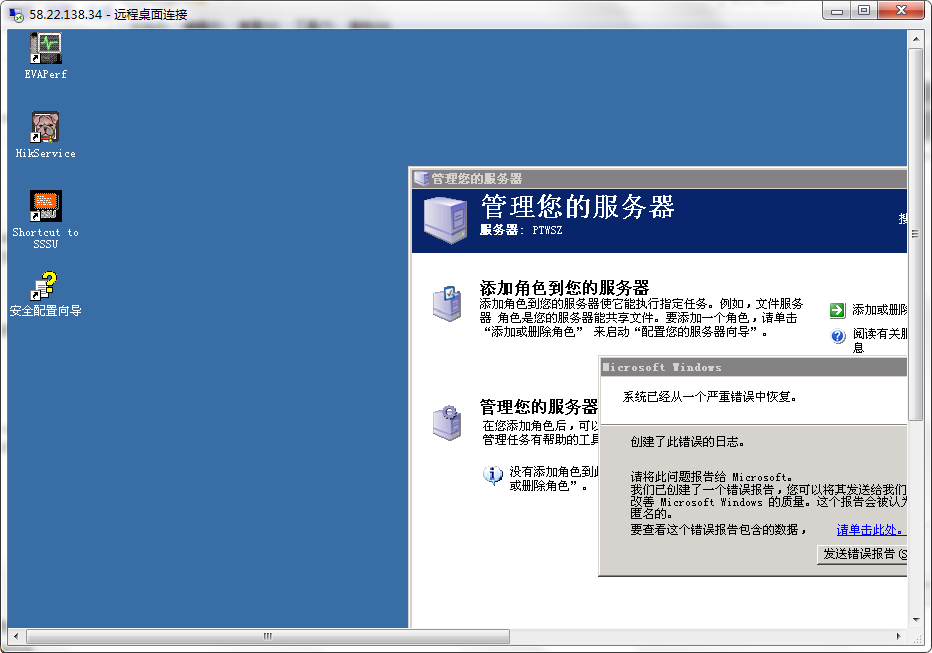 58.22.138.34 - 远程桌面连接
EVAPerf
HikService
Shortcut to
SSSU
安全配置向导
管理您的服务器
管理您的服务器
服务器: PTWSZ
搜
添加角色到您的服务器
添加角色到您的服务器使它能执行指定任务。例如，文件服务
器 角色是您的服务器能共享文件。要添加一个角色，请单击
“添加或删除角色” 来启动“配置您的服务器向导”。
添加或删除
阅读有关服
息
管理您的服务器
在您添加角色后，可以
管理任务有帮助的工具
没有添加角色到此
或删除角色”。
Microsoft Windows
系统已经从一个严重错误中恢复。
创建了此错误的日志。
请将此问题报告给 Microsoft。
我们已创建了一个错误报告，您可以将其发送给我们
改善 Microsoft Windows 的质量。这个报告会被认为
匿名的。
要查看这个错误报告包含的数据， 请单击此处。
发送错误报告(S